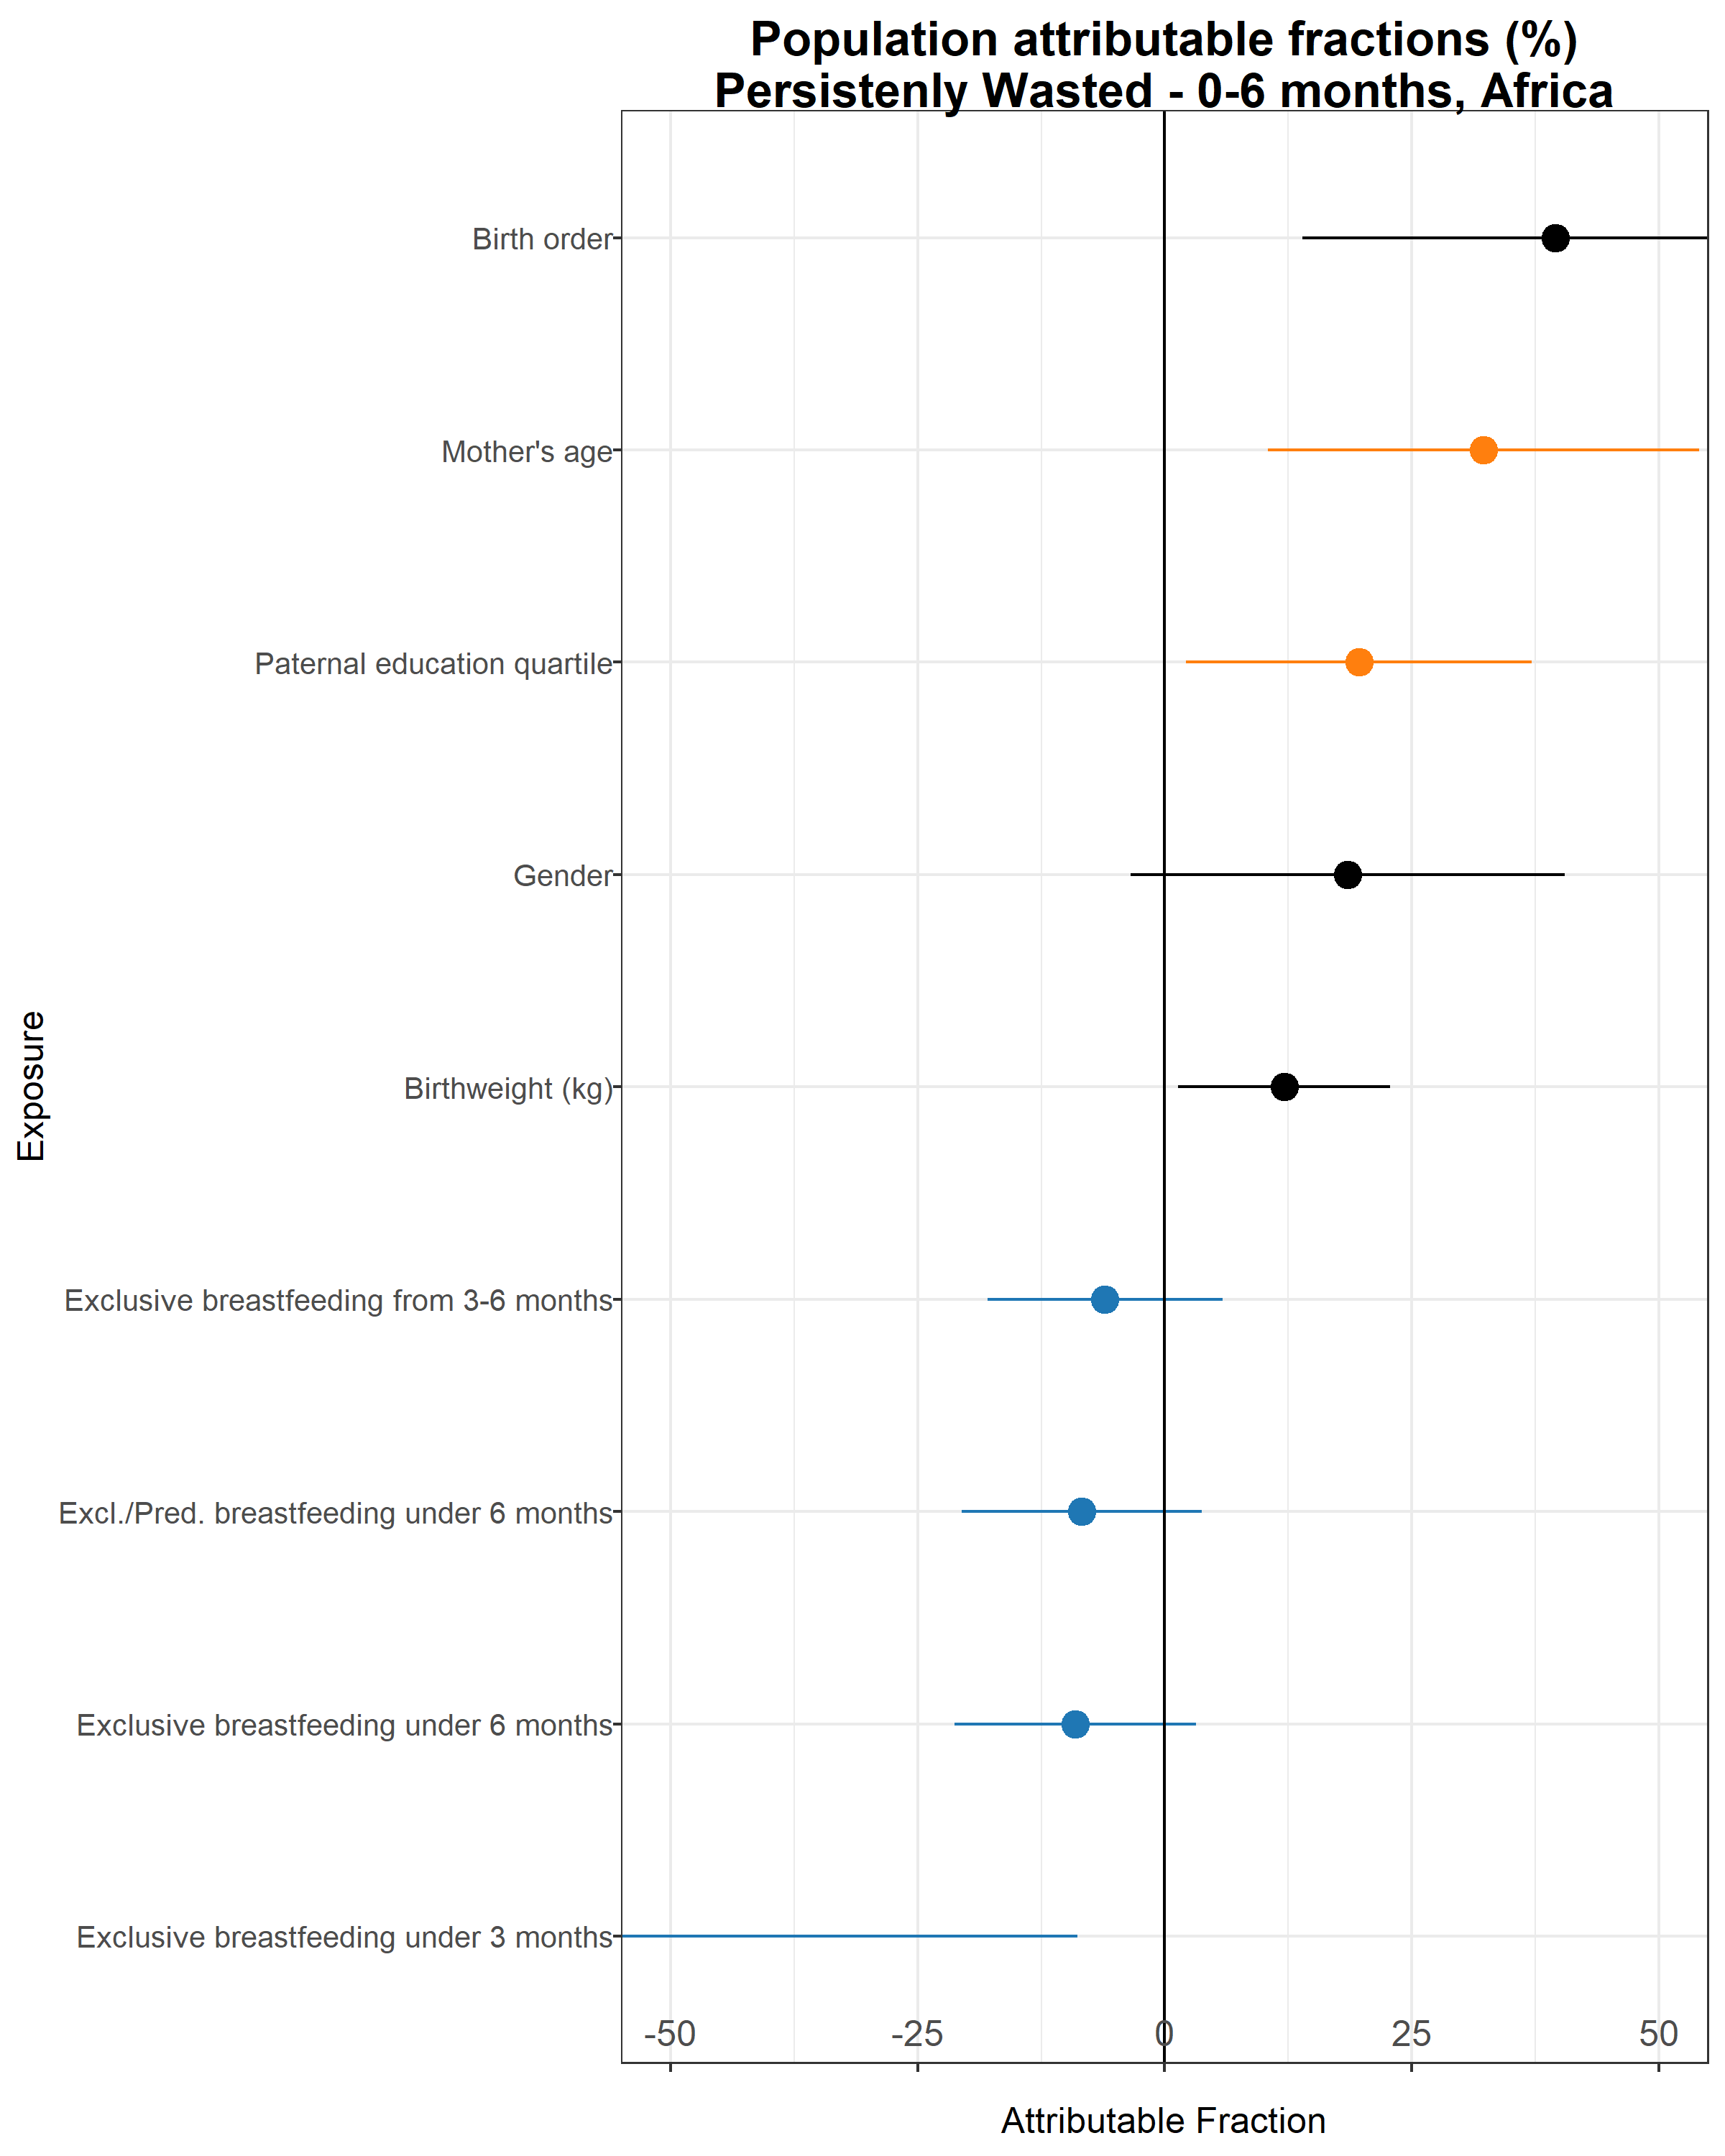 Population attributable fractions (%)
Persistenly Wasted - 0-6 months, Africa
Birth order
Mother's age
Paternal education quartile
Gender
Birthweight (kg)
Exclusive breastfeeding from 3-6 months
Excl./Pred. breastfeeding under 6 months
Exclusive breastfeeding under 6 months
Exclusive breastfeeding under 3 months
Exposure
-50 -25 0 25 50
Attributable Fraction